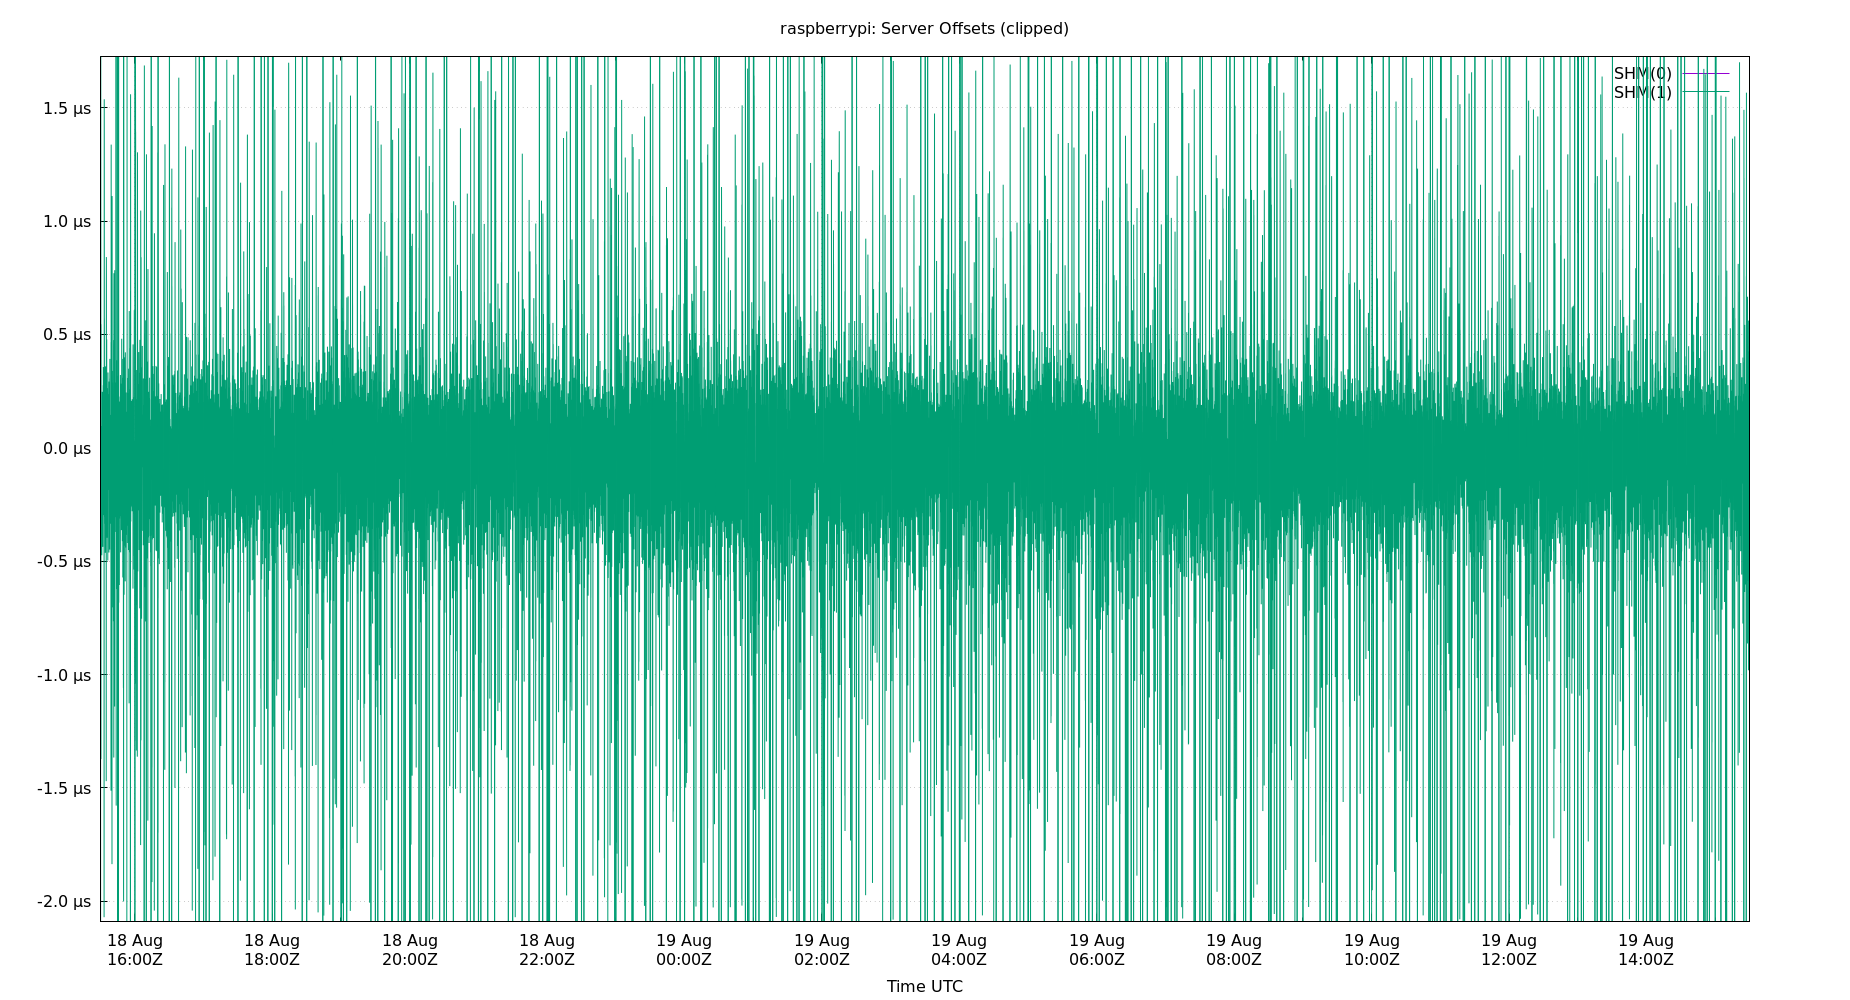 raspberrypi: Server Offsets (clipped)
SHM(0)
SHM(1)
1.5 µs
1.0 µs
0.5 µs
0.0 µs
-0.5 µs
-1.0 µs
-1.5 µs
-2.0 µs
18 Aug 18 Aug 18 Aug 18 Aug 19 Aug 19 Aug 19 Aug 19 Aug 19 Aug 19 Aug 19 Aug 19 Aug
16:00Z 18:00Z 20:00Z 22:00Z 00:00Z 02:00Z 04:00Z 06:00Z 08:00Z 10:00Z 12:00Z 14:00Z
Time UTC